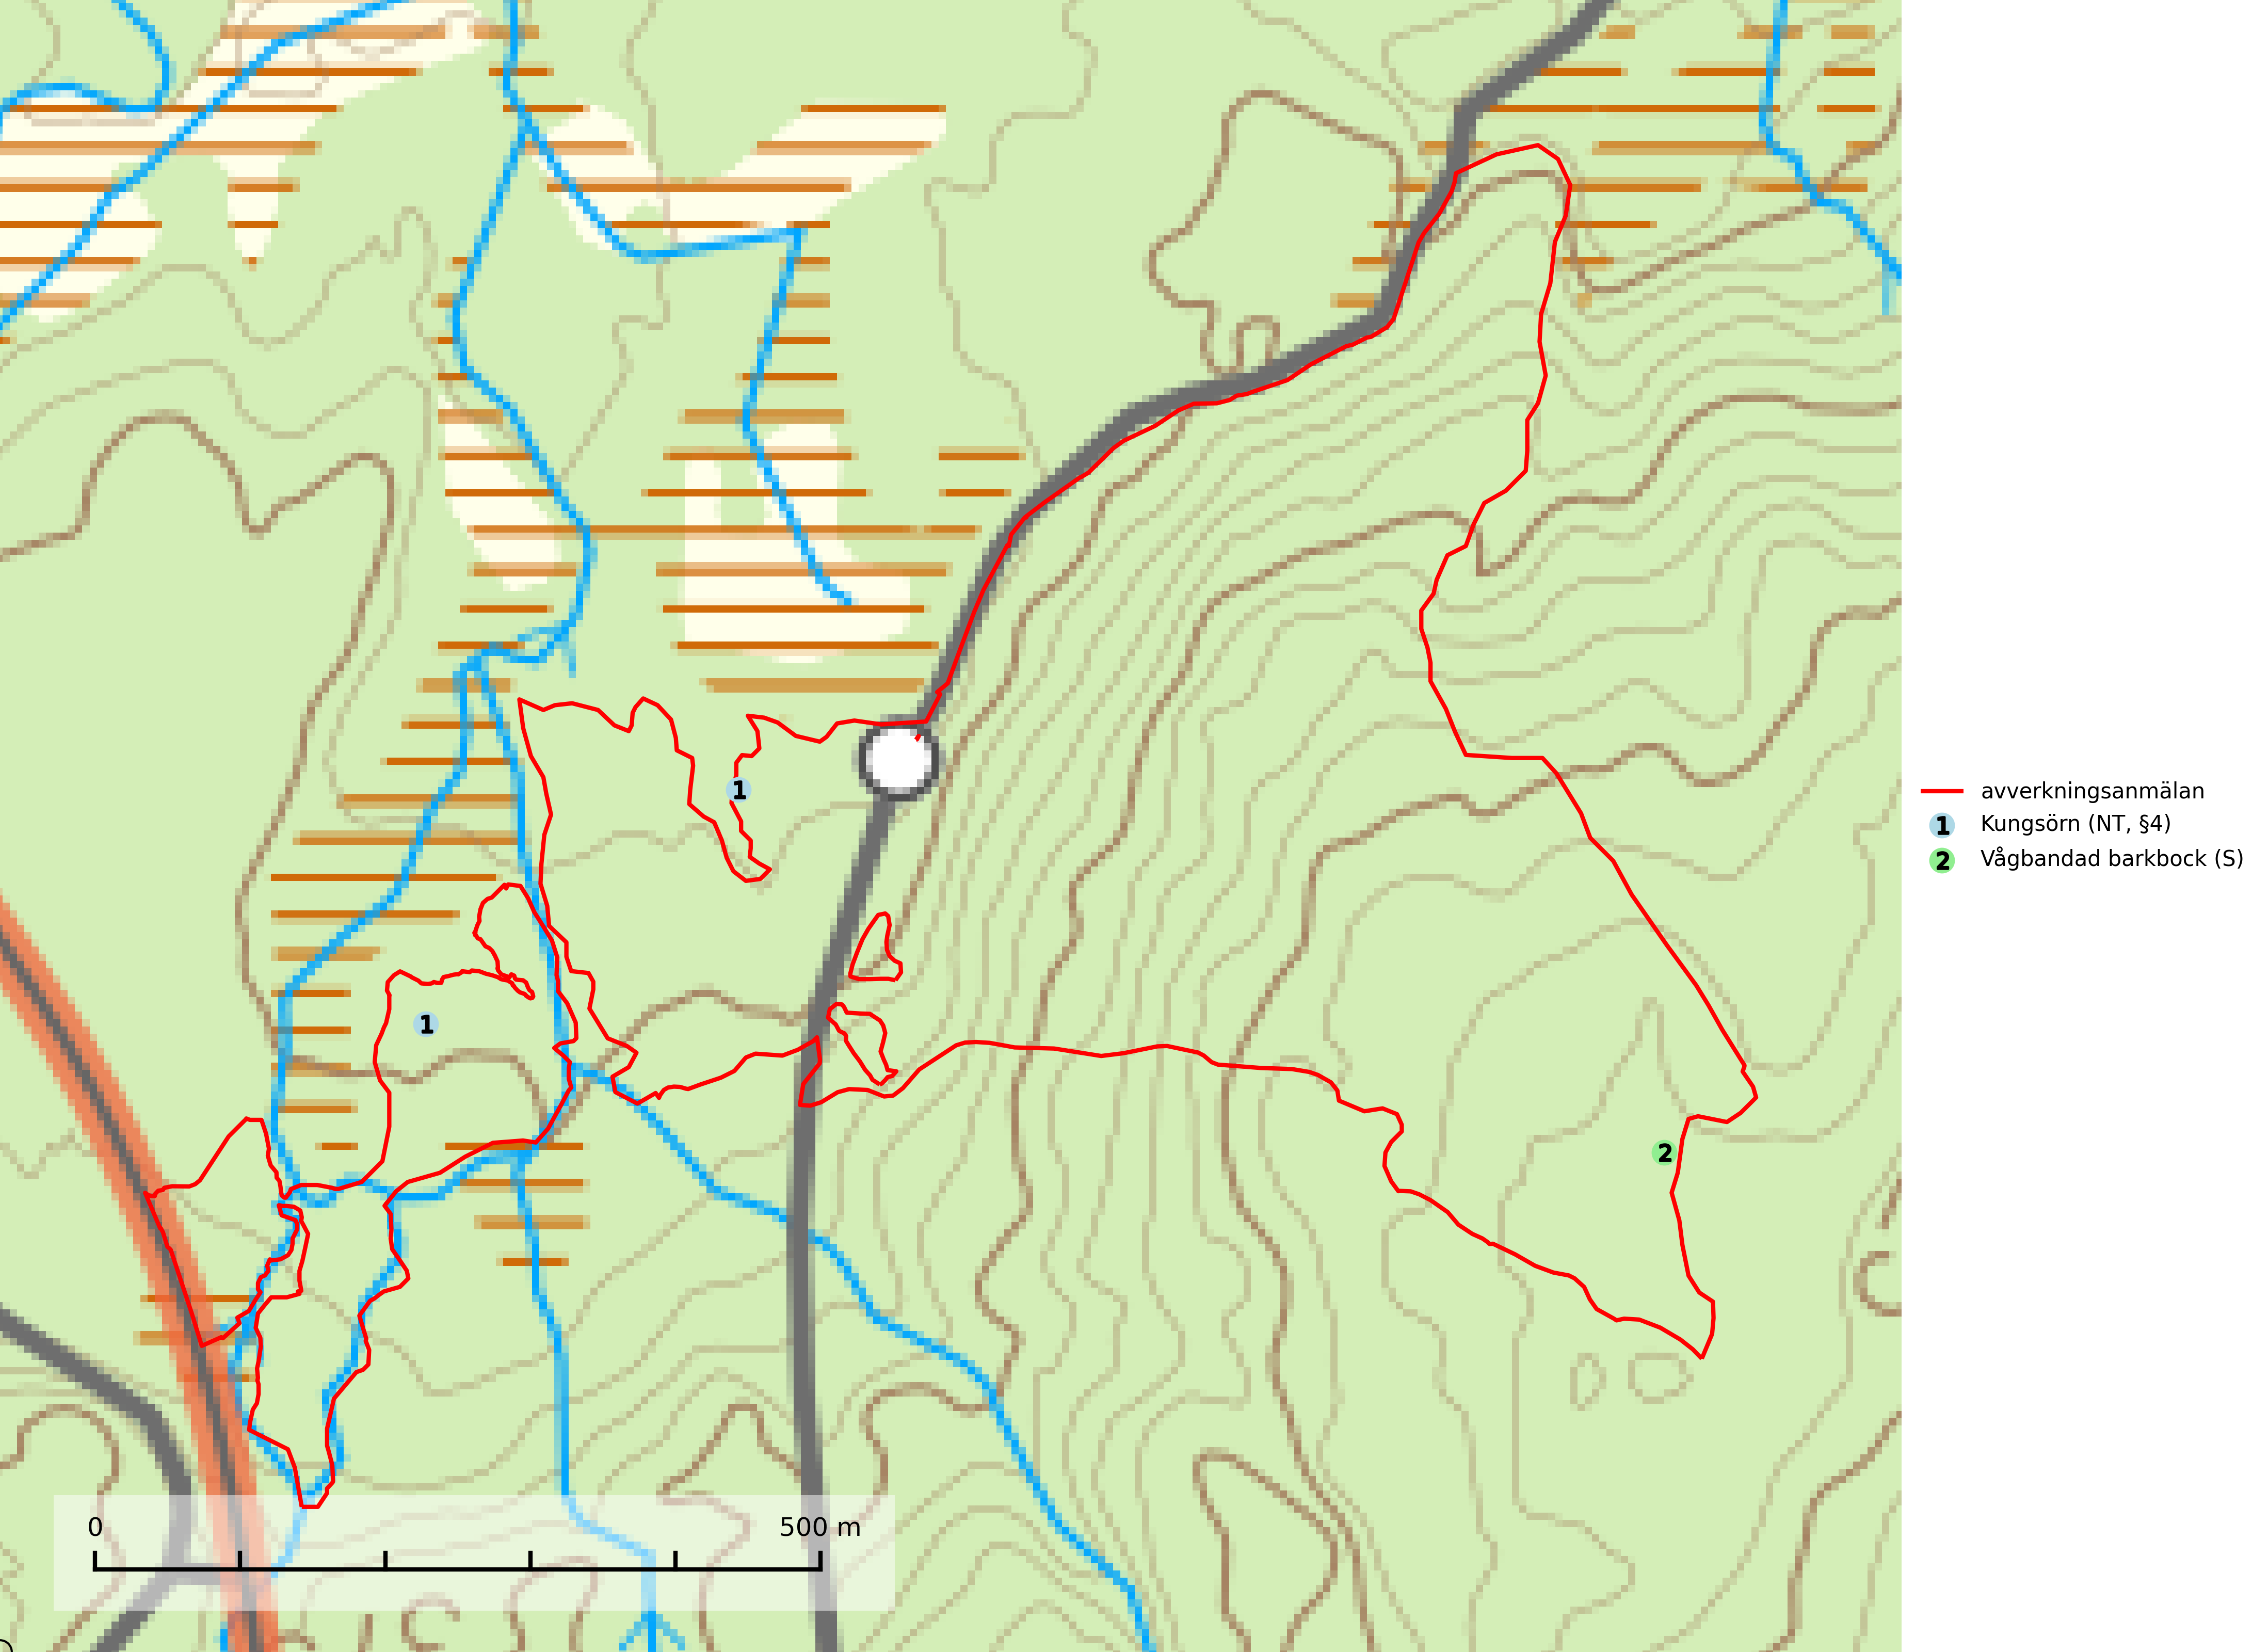 1
1
2
0 500 m
avverkningsanmälan
1 Kungsörn (NT, §4)
2 Vågbandad barkbock (S)